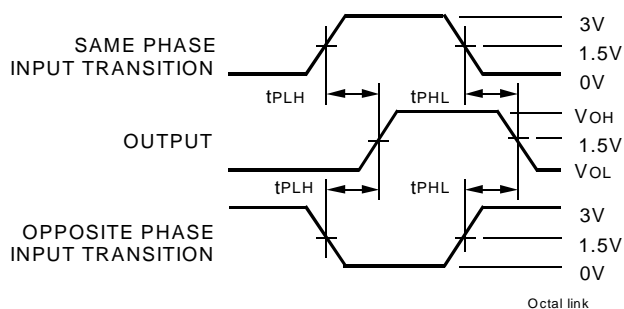 SAME PHASE
INPUT TRANSITION
3V
1.5V
0V
tPLH
tPHL
OUTPUT
VOH
1.5V
VOL
tPLH
tPHL
OPPOSITE PHASE
INPUT TRANSITION
3V
1.5V
0V
Octal link